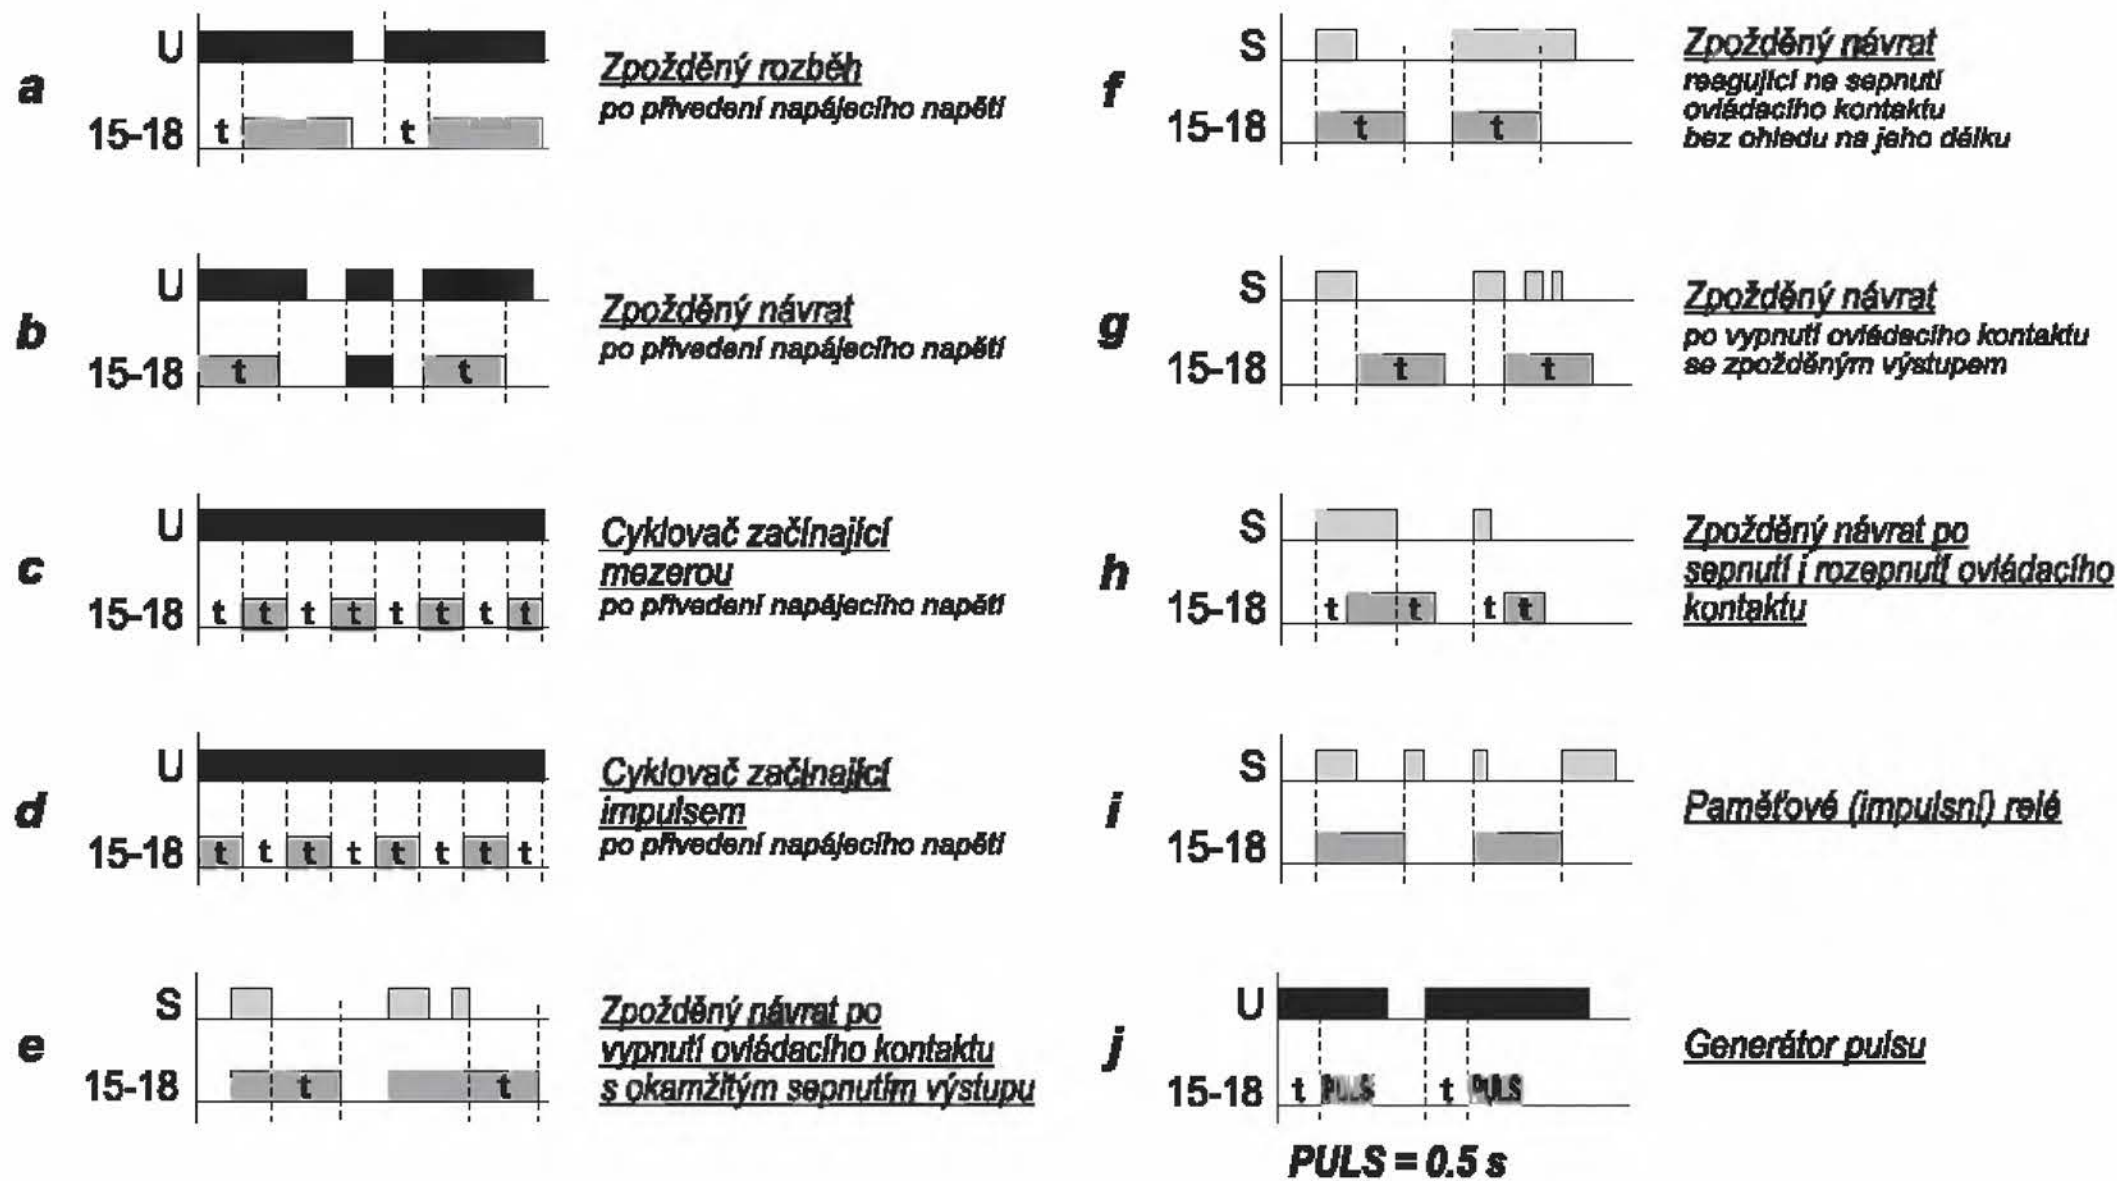 a
U
15-18
t
t
Zpožděný rozběh
po přivedení napájecího napětí
b
U
15-18
t
t
Zpožděný návrat
po přivedení napájecího napětí
c
U
15-18
t t t t t t t t
Cyklovač začínající
mezerou
po přivedení napájecího napětí
d
U
15-18
t t t t t t t t
Cyklovač začínající
impulsem
po přivedení napájecího napětí
e
S
15-18
t
t
Zpožděný návrat po
vypnutí ovládacího kontaktu
s okamžitým sepnutím výstupu
f
S
15-18
t
t
Zpožděný návrat
reagující na sepnutí
ovládacího kontaktu
bez ohledu na jeho délku
g
S
15-18
t
t
Zpožděný návrat
po vypnutí ovládacího kontaktu
se zpožděným výstupem
h
S
15-18
t t t t
Zpožděný návrat po
sepnutí i rozepnutí ovládacího
kontaktu
i
S
15-18
Paměťové (impulsní) relé
j
U
15-18
t PULS t PULS
Generátor pulsu
PULS = 0.5 s